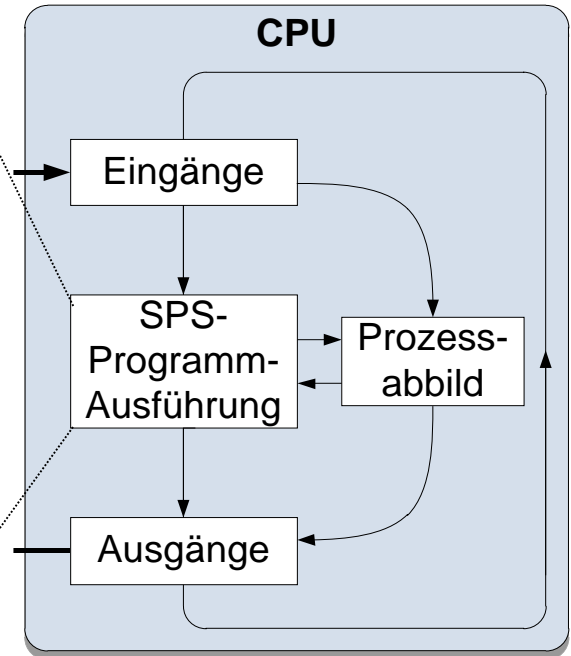 CPU
Eingänge
SPS-
Programm-
Ausführung
Prozess-
abbild
Ausgänge